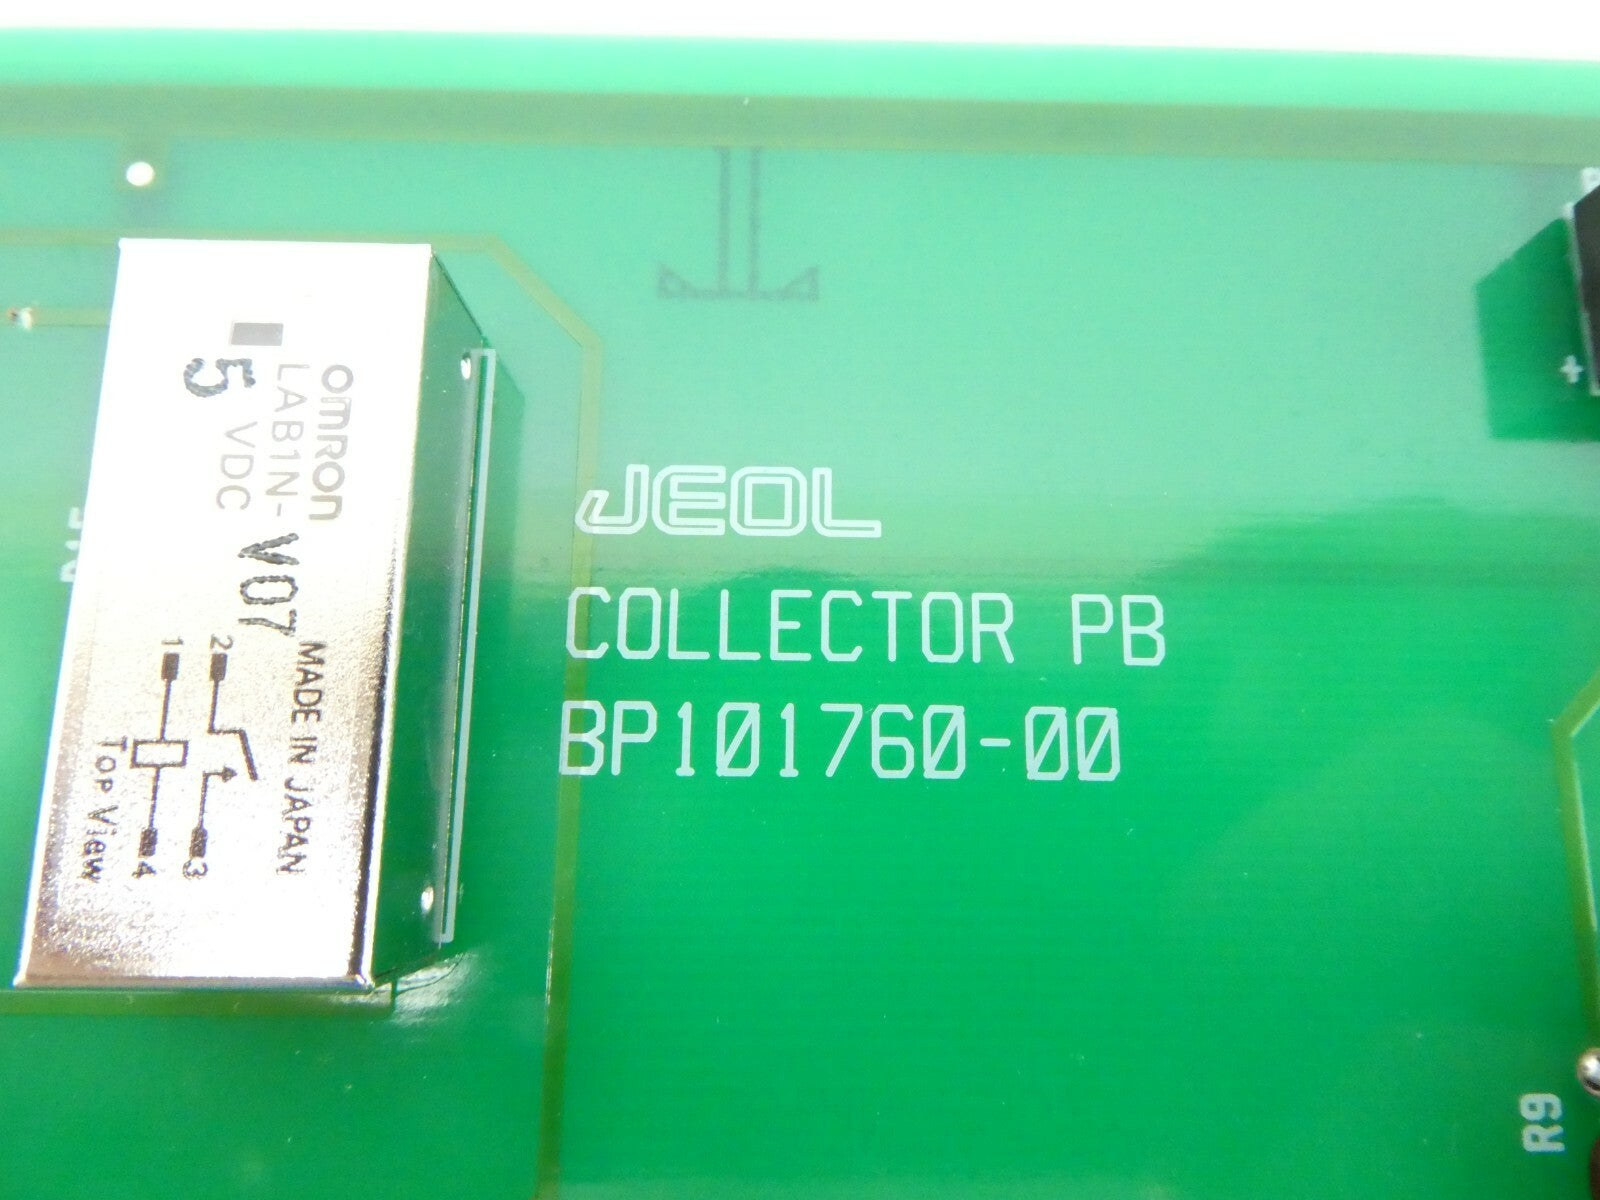 omron
LAB1N-V07
5 VDC
MADE IN JAPAN
2
1
3
4
TOP VIEW
JEOL
COLLECTOR PB
BP101760-00
+
R9